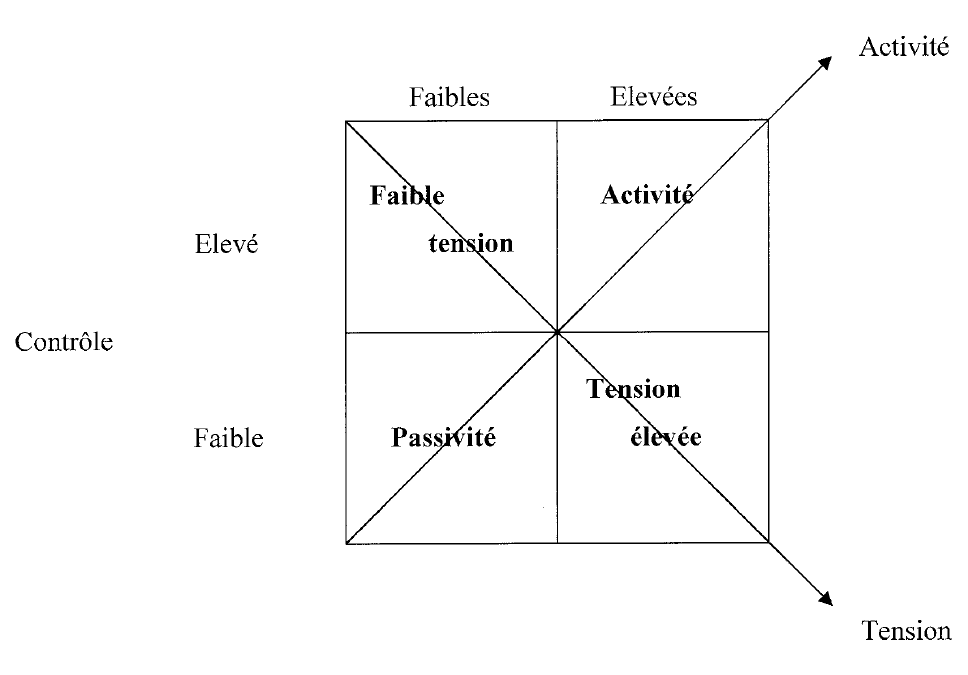 Activité
Faibles Elevées
Faible Activité
Elevé tension
Contrôle
Tension
Faible Passivité élevée
Tension